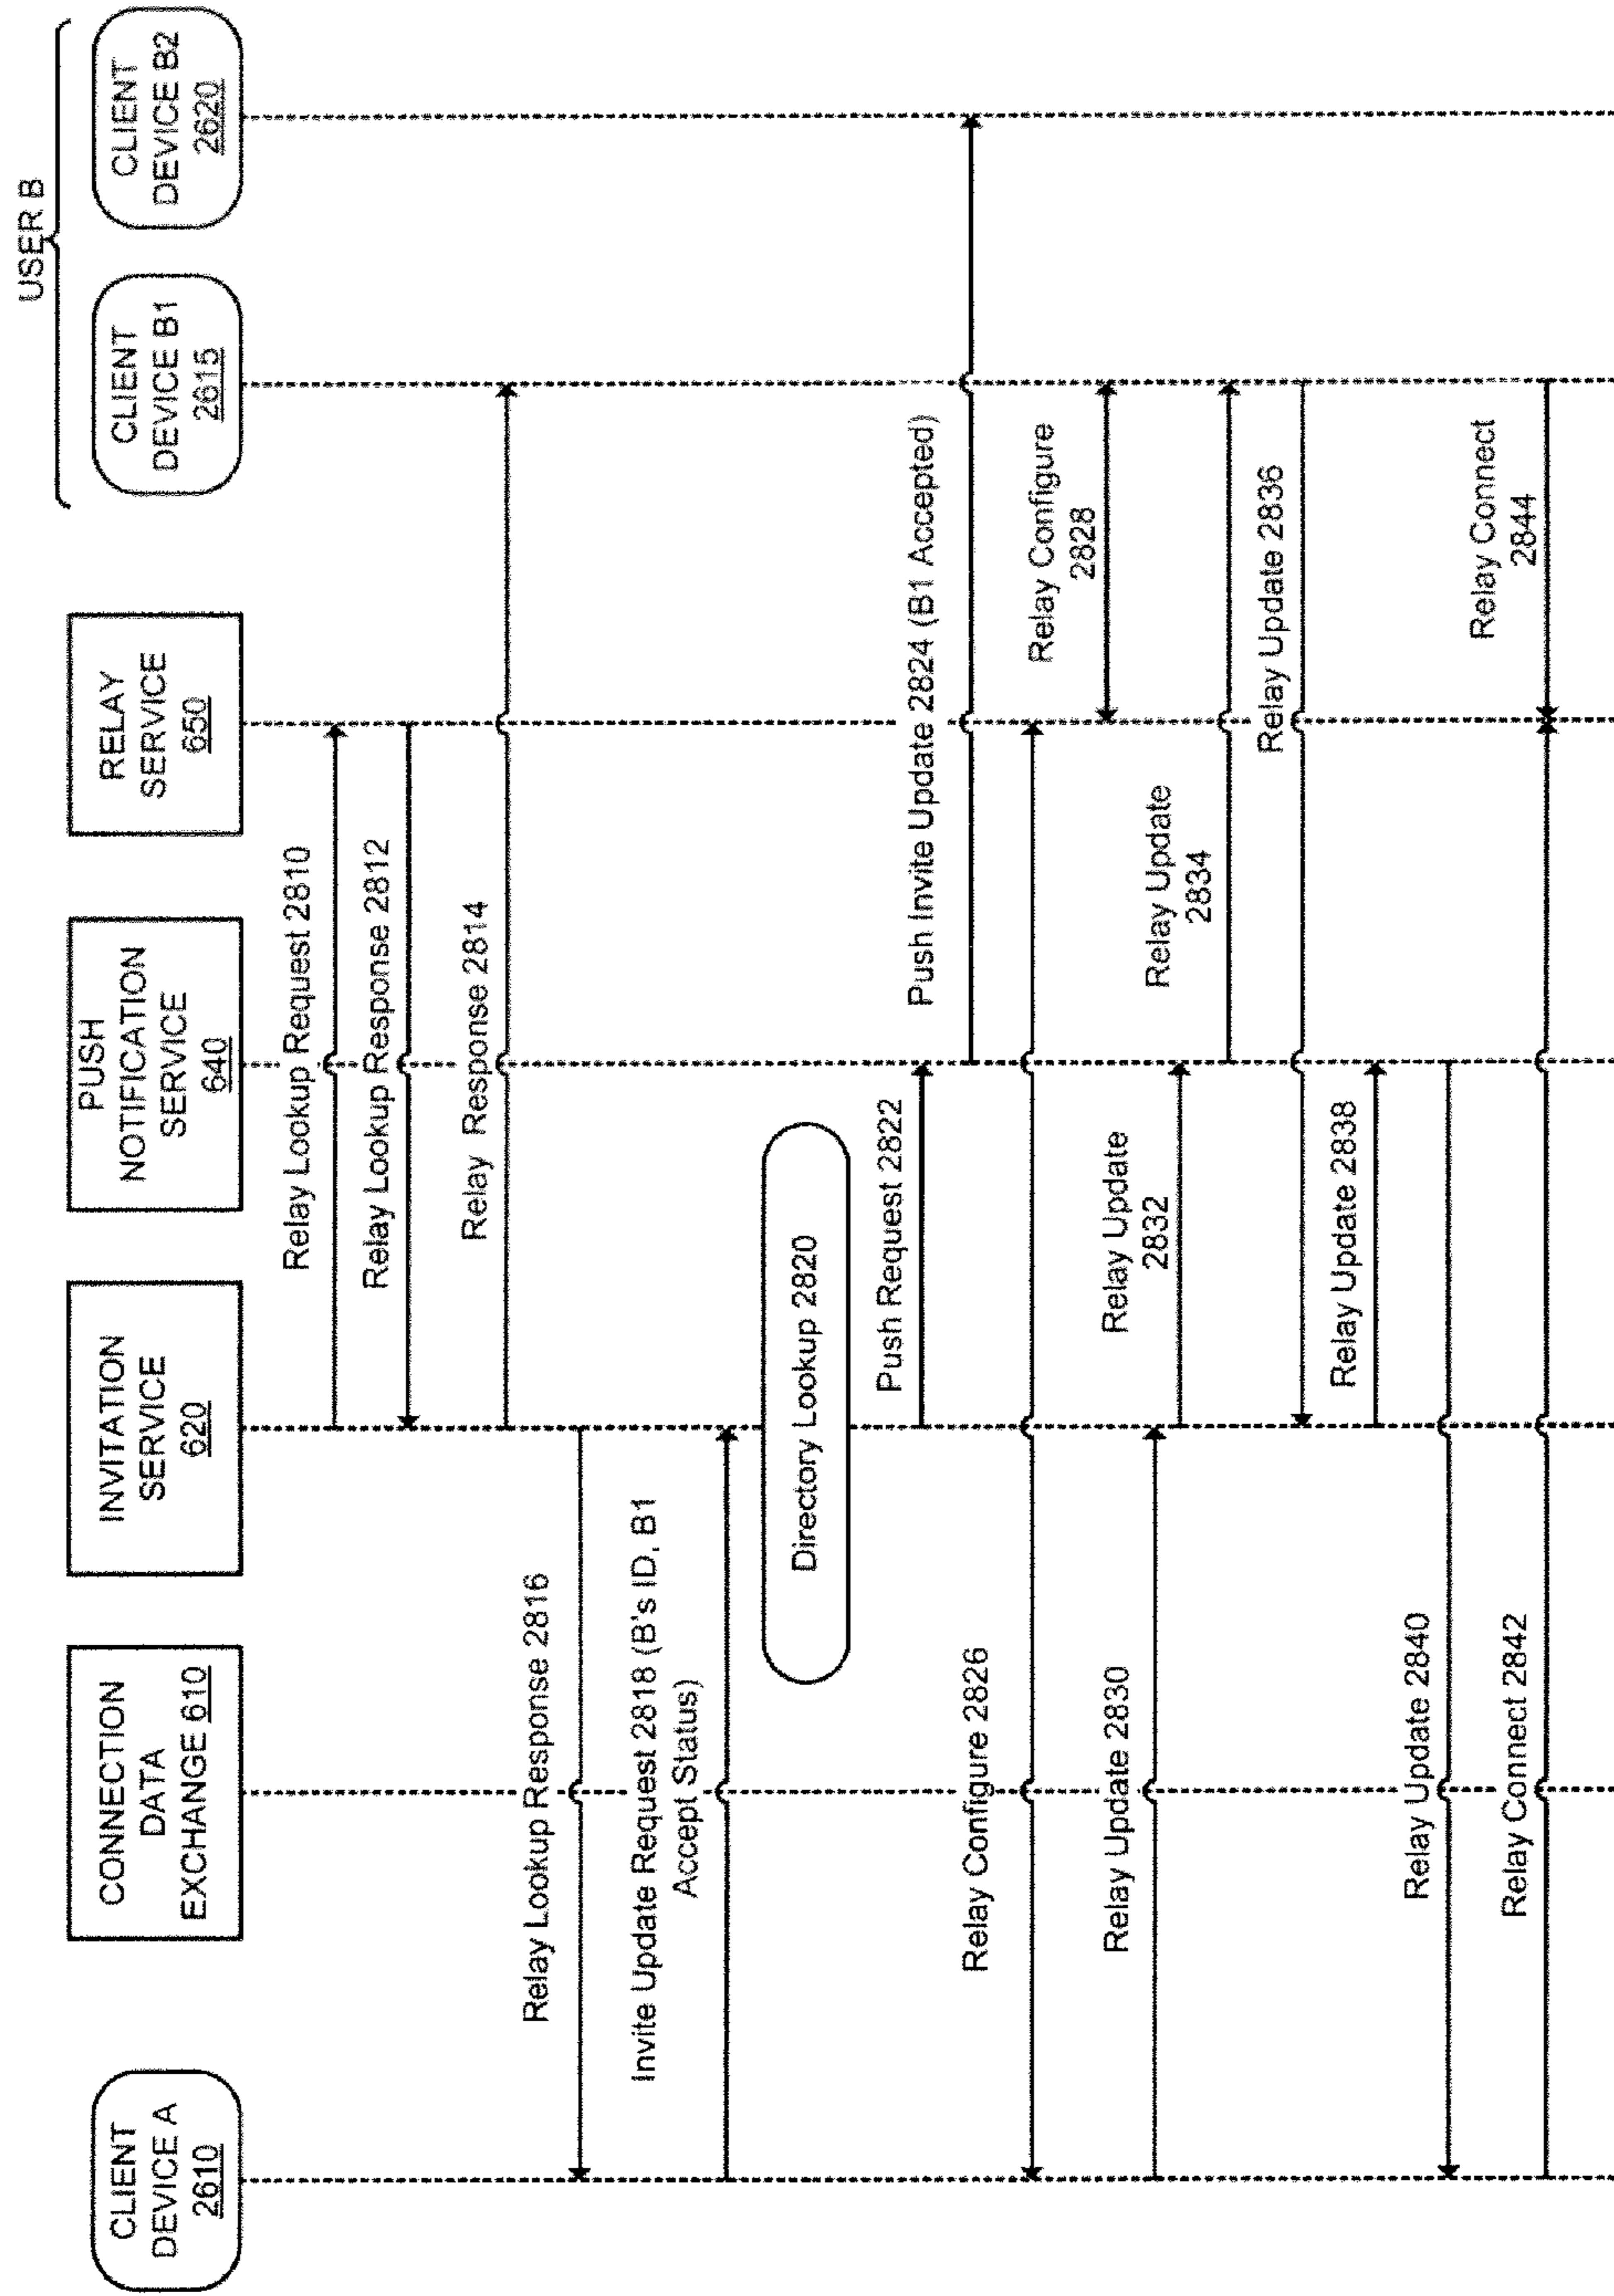 USER B
CLIENT
DEVICE A
2610
CONNECTION
DATA
EXCHANGE 610
INVITATION
SERVICE
620
PUSH
NOTIFICATION
SERVICE
640
RELAY
SERVICE
650
CLIENT
DEVICE B1
2615
CLIENT
DEVICE B2
2620
Relay Lookup Request 2810
Relay Lookup Response 2812
Relay Response 2814
Relay Lookup Response 2816
Invite Update Request 2818 (B's ID, B1
Accept Status)
Directory Lookup 2820
Push Request 2822
Push Invite Update 2824 (B1 Accepted)
Relay Configure 2826
Relay Configure
2828
Relay Update 2830
Relay Update
2832
Relay Update
2834
Relay Update 2836
Relay Update 2838
Relay Update 2840
Relay Connect 2842
Relay Connect
2844